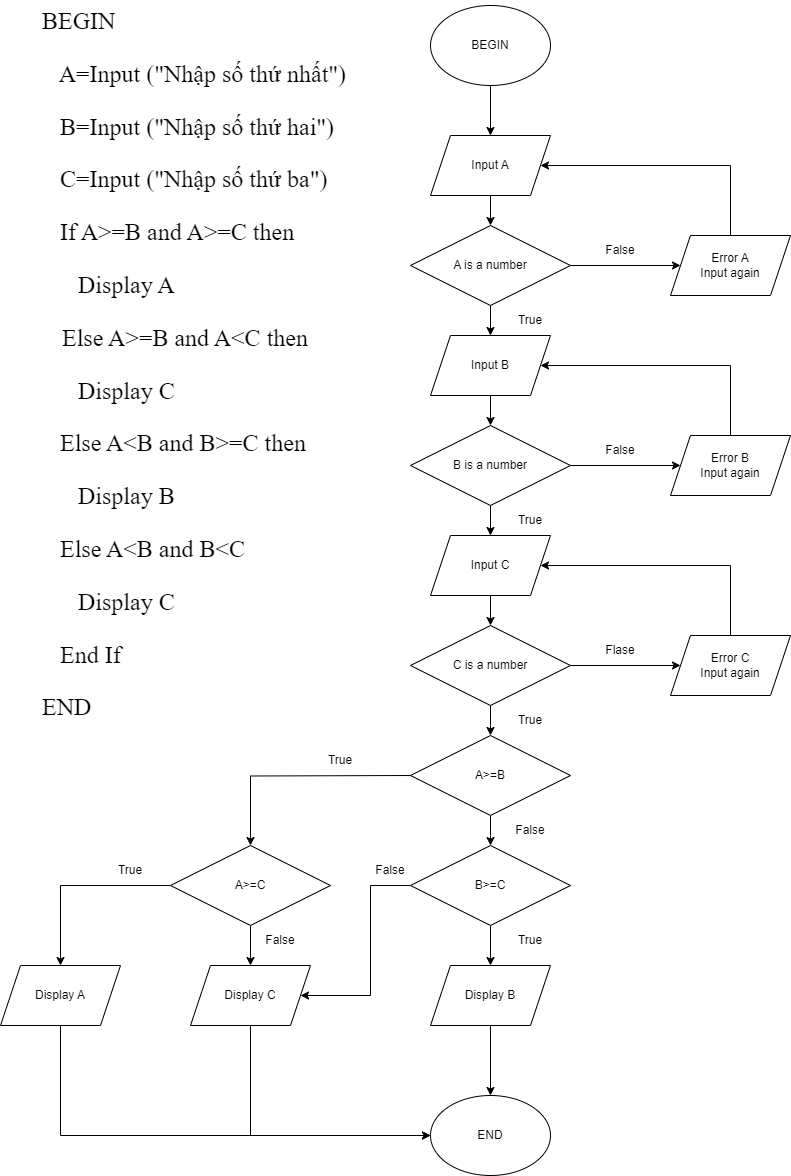 BEGIN
A=Input ("Nhập số thứ nhất")
B=Input ("Nhập số thứ hai")
C=Input ("Nhập số thứ ba")
If A>=B and A>=C then
Display A
Else A>=B and A<C then
Display C
Else A<B and B>=C then
Display B
Else A<B and B<C
Display C
End If
END
BEGIN
Input A
A is a number
False
Error A
Input again
True
Input B
B is a number
False
Error B
Input again
True
Input C
C is a number
Flase
Error C
Input again
True
A>=B
True
False
A>=C
B>=C
True
False
False
True
Display A
Display C
Display B
END